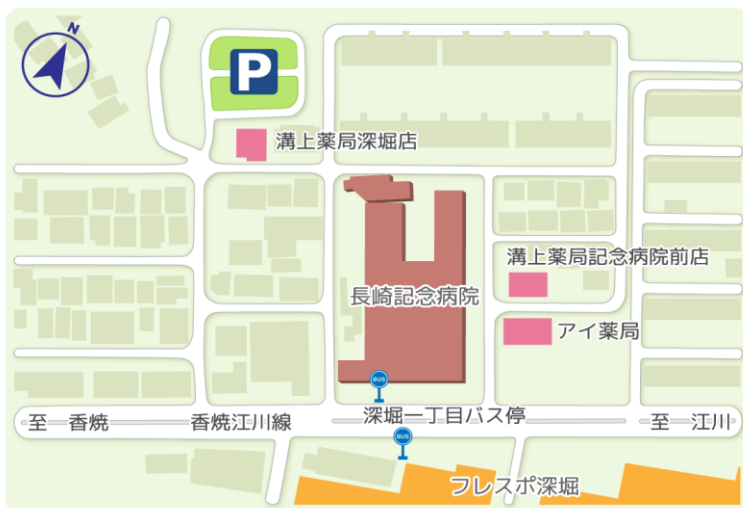 N
P
溝上薬局深堀店
溝上薬局記念病院前店
長崎記念病院
アイ薬局
BUS
至 香焼
香焼江川線
深堀一丁目バス停
至 江川
BUS
フレスポ深堀